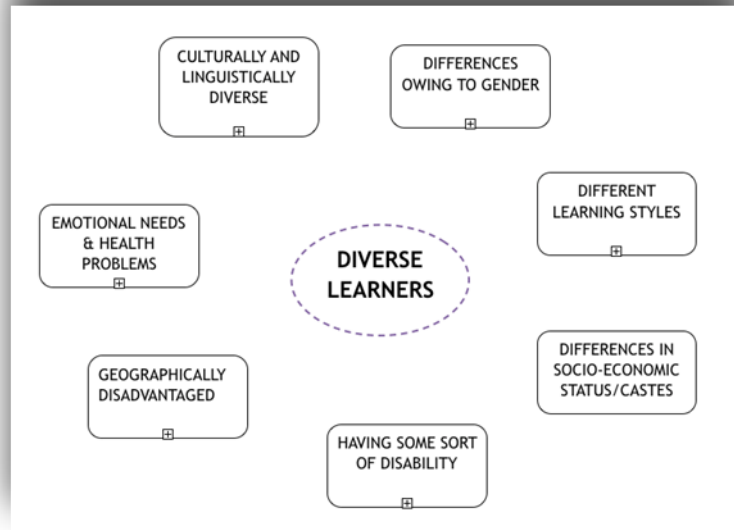 CULTURALLY AND
LINGUISTICALLY
DIVERSE
DIFFERENCES
OWING TO GENDER
DIFFERENT
LEARNING STYLES
EMOTIONAL NEEDS
& HEALTH
PROBLEMS
DIVERSE
LEARNERS
DIFFERENCES IN
SOCIO-ECONOMIC
STATUS/CASTES
GEOGRAPHICALLY
DISADVANTAGED
HAVING SOME SORT
OF DISABILITY